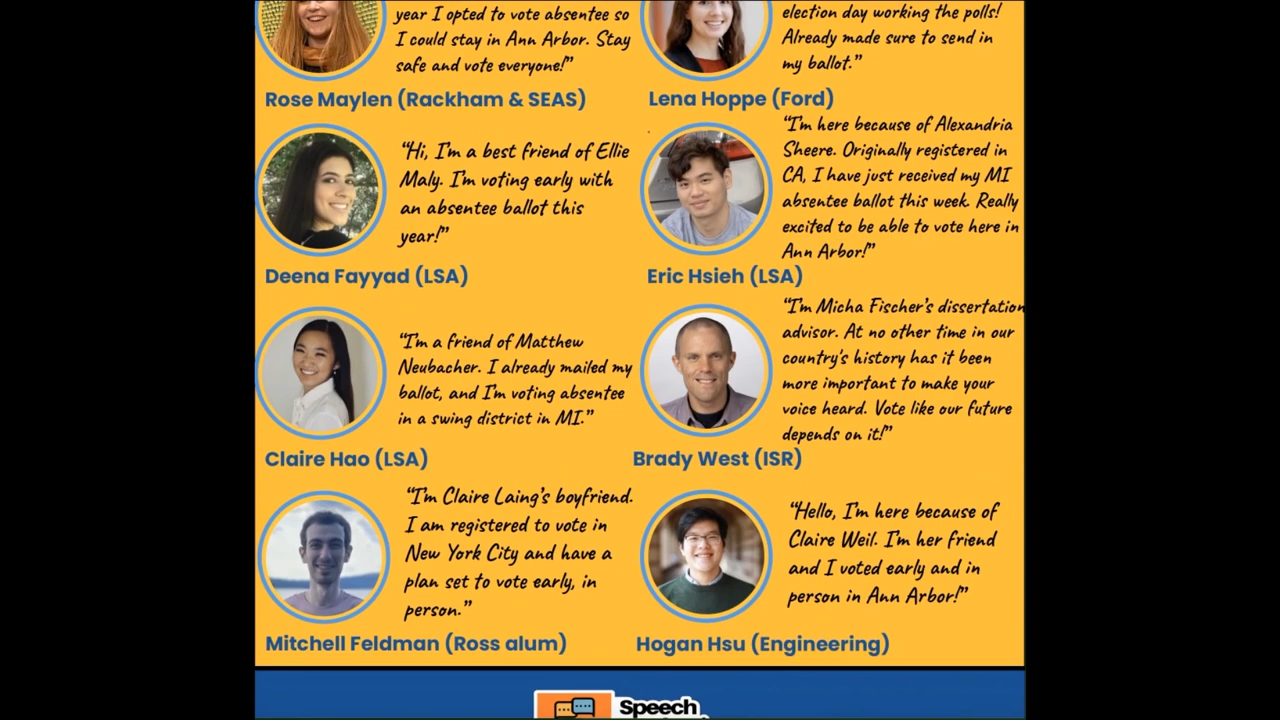 year I opted to vote absentee so
I could stay in Ann Arbor. Stay
safe and vote everyone!”
Rose Maylen (Rackham & SEAS)
election day working the polls!
Already made sure to send in
my ballot.”
Lena Hoppe (Ford)
“Hi, I'm a best friend of Ellie
Maly. I'm voting early with
an absentee ballot this
year!”
Deena Fayyad (LSA)
“I'm here because of Alexandria
Sheere. Originally registered in
CA, I have just received my MI
absentee ballot this week. Really
excited to be able to vote here in
Ann Arbor!”
Eric Hsieh (LSA)
“I'm a friend of Matthew
Neubacher. I already mailed my
ballot, and I'm voting absentee
in a swing district in MI.”
Claire Hao (LSA)
“I'm Micha Fischer's dissertation
advisor. At no other time in our
country's history has it been
more important to make your
voice heard. Vote like our future
depends on it!”
Brady West (ISR)
“I'm Claire Laing's boyfriend.
I am registered to vote in
New York City and have a
plan set to vote early, in
person.”
Mitchell Feldman (Ross alum)
“Hello, I'm here because of
Claire Weil. I'm her friend
and I voted early and in
person in Ann Arbor!”
Hogan Hsu (Engineering)
Speech